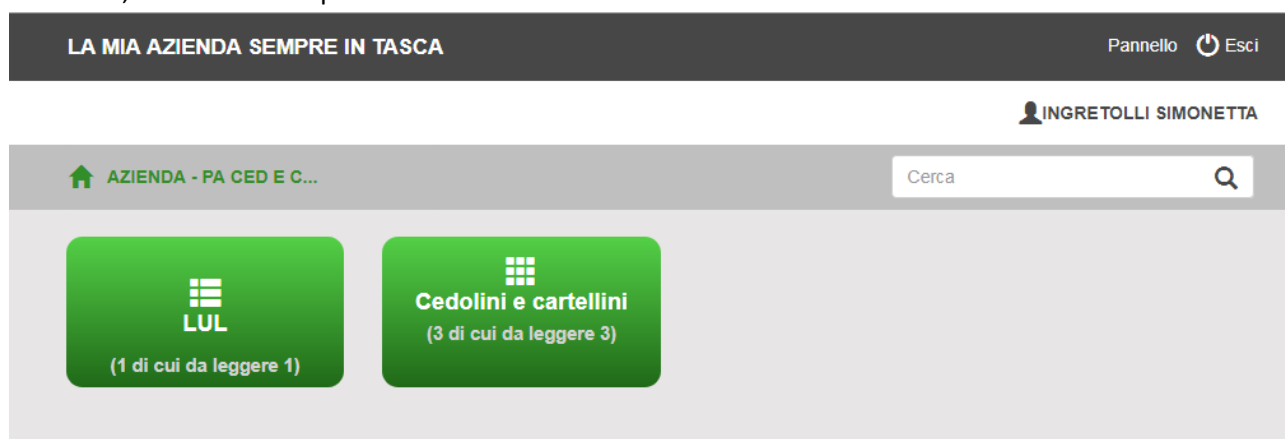 LA MIA AZIENDA SEMPRE IN TASCA
Pannello Esci
INGRETOLLI SIMONETTA
AZIENDA - PA CED E C...
Cerca
LUL
(1 di cui da leggere 1)
Cedolini e cartellini
(3 di cui da leggere 3)